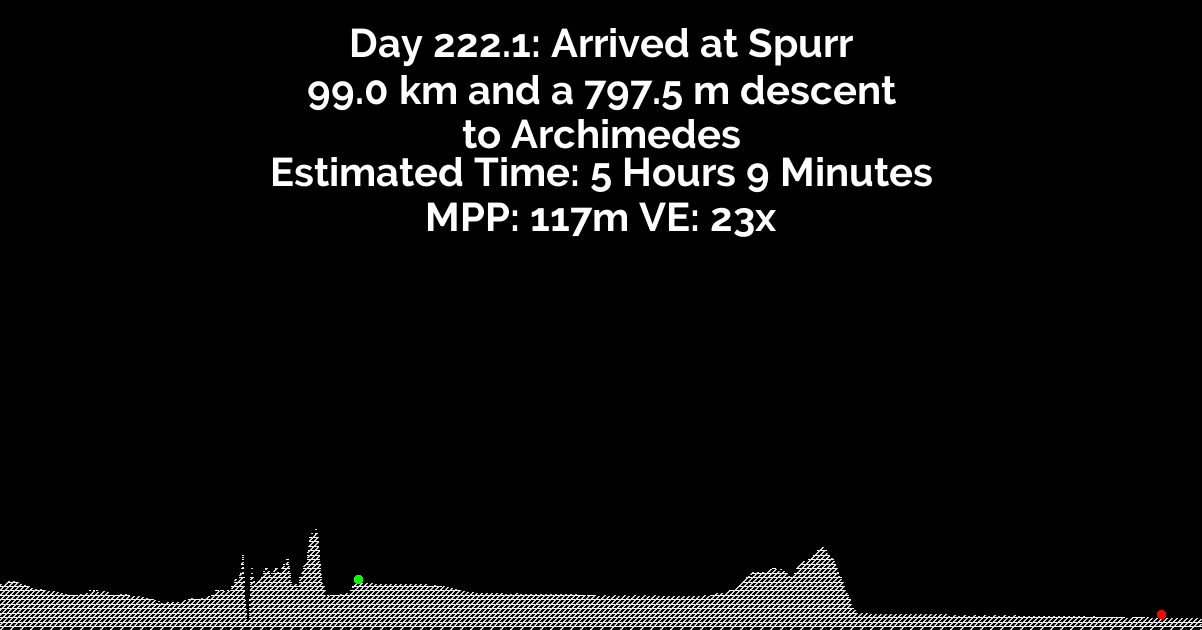 Day 222.1: Arrived at Spurr
99.0 km and a 797.5 m descent
to Archimedes
Estimated Time: 5 Hours 9 Minutes
MPP: 117m VE: 23x